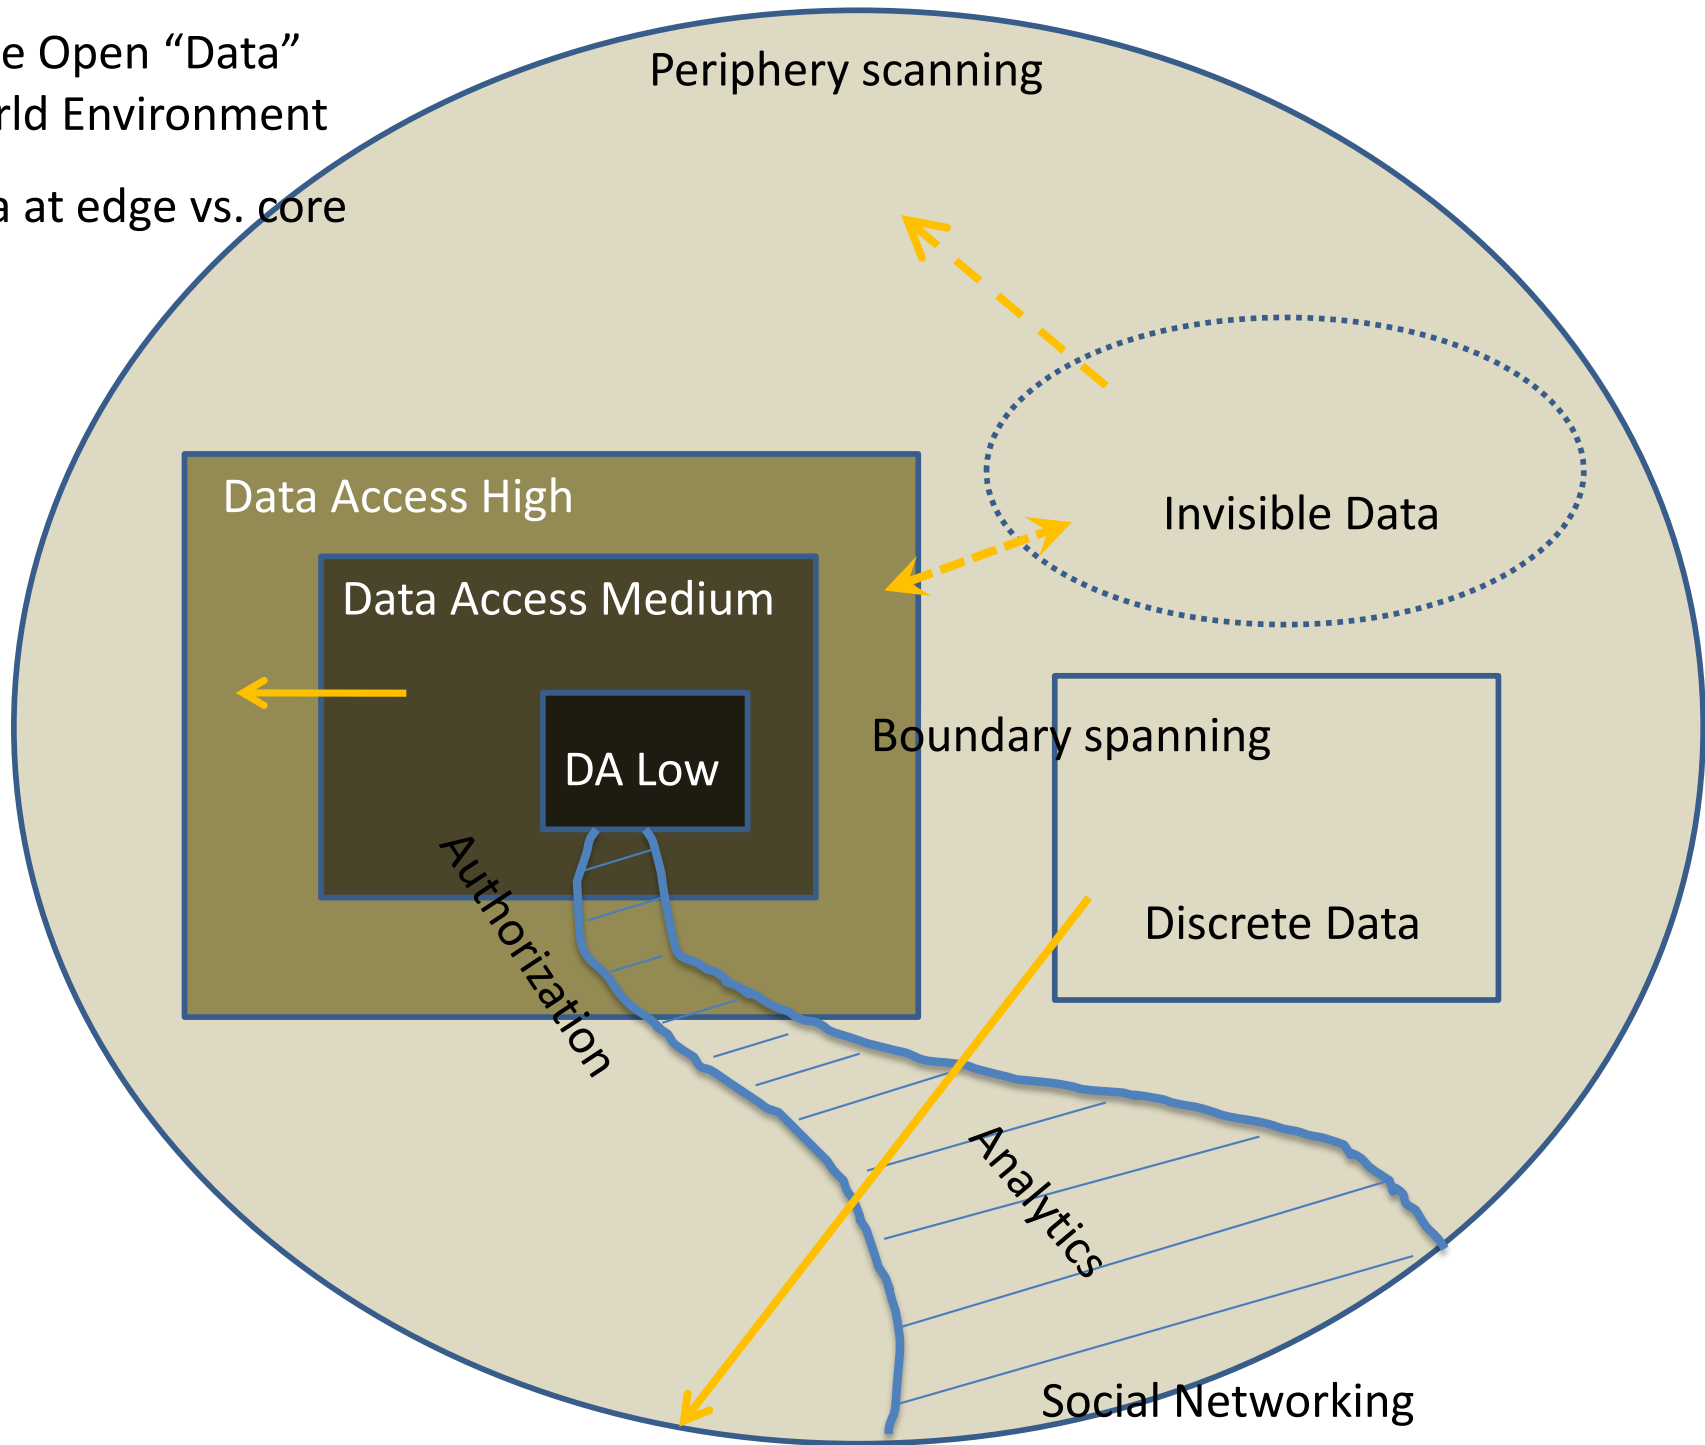 e Open “Data”
rld Environment
a at edge vs. core
Periphery scanning
Data Access High
Invisible Data
Data Access Medium
Boundary spanning
DA Low
Authorization
Discrete Data
Analytics
Social Networking